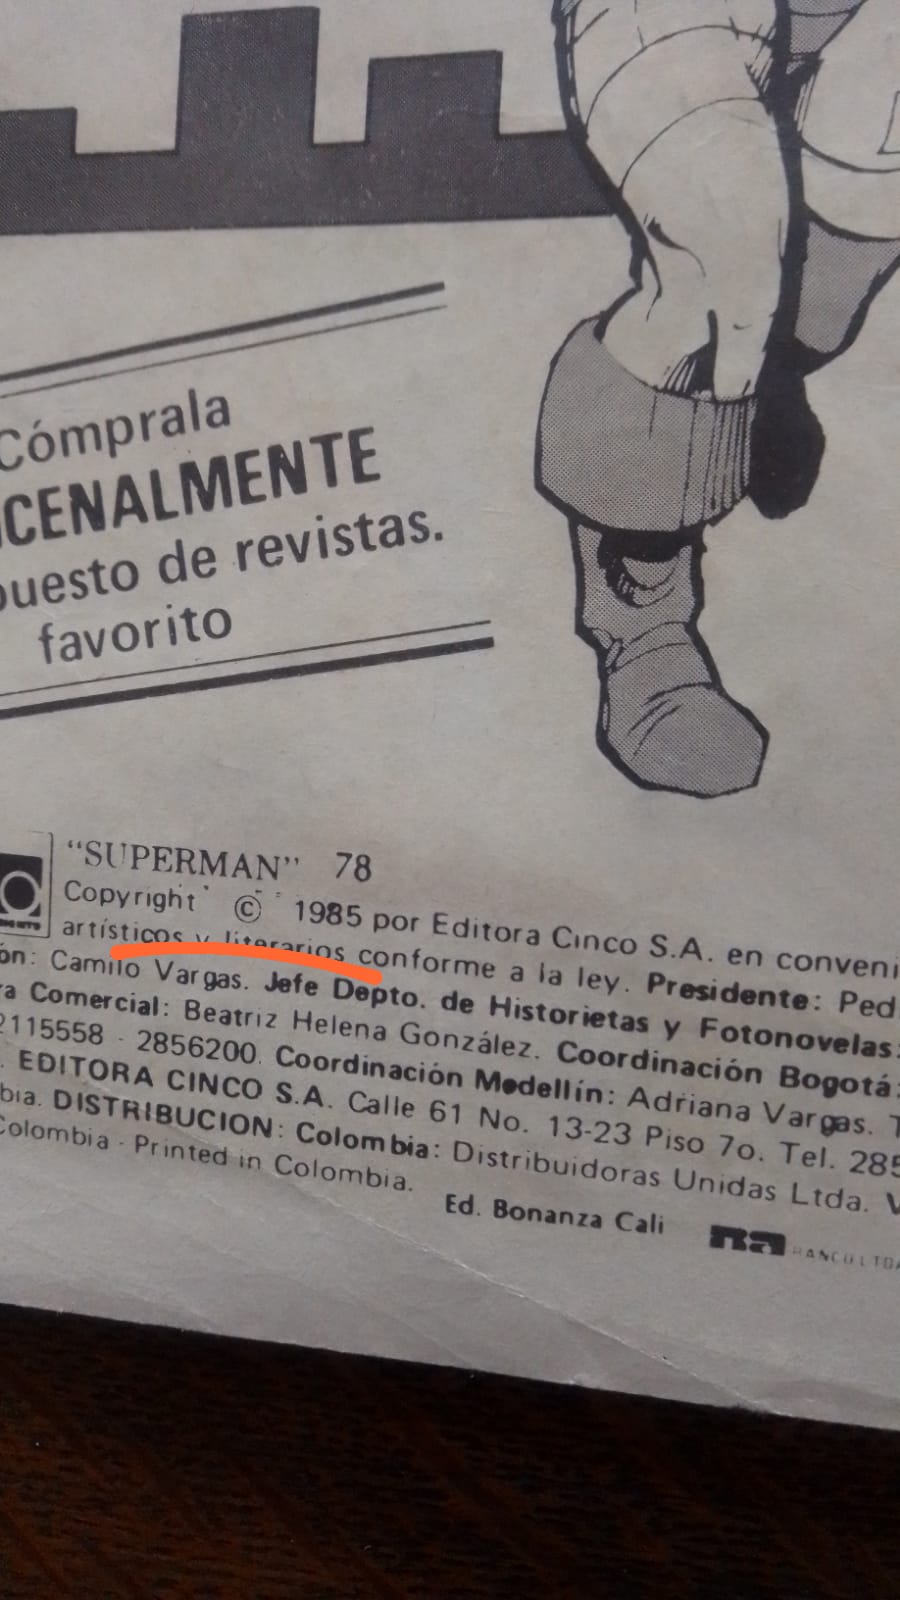 Cómprala
CENALMENTE
puesto de revistas.
favorito
"SUPERMAN" 78
Copyright © 1985 por Editora Cinco S.A. en conveni
artísticos y literarios conforme a la ley. Presidente: Ped
ón: Camilo Vargas. Jefe Depto. de Historietas y Fotonovelas:
ra Comercial: Beatriz Helena González. Coordinación Bogotá:
2115558 - 2856200. Coordinación Medellín: Adriana Vargas. T
. EDITORA CINCO S.A. Calle 61 No. 13-23 Piso 7o. Tel. 285
bia. DISTRIBUCION: Colombia: Distribuidoras Unidas Ltda. V
Colombia - Printed in Colombia.
Ed. Bonanza Cali